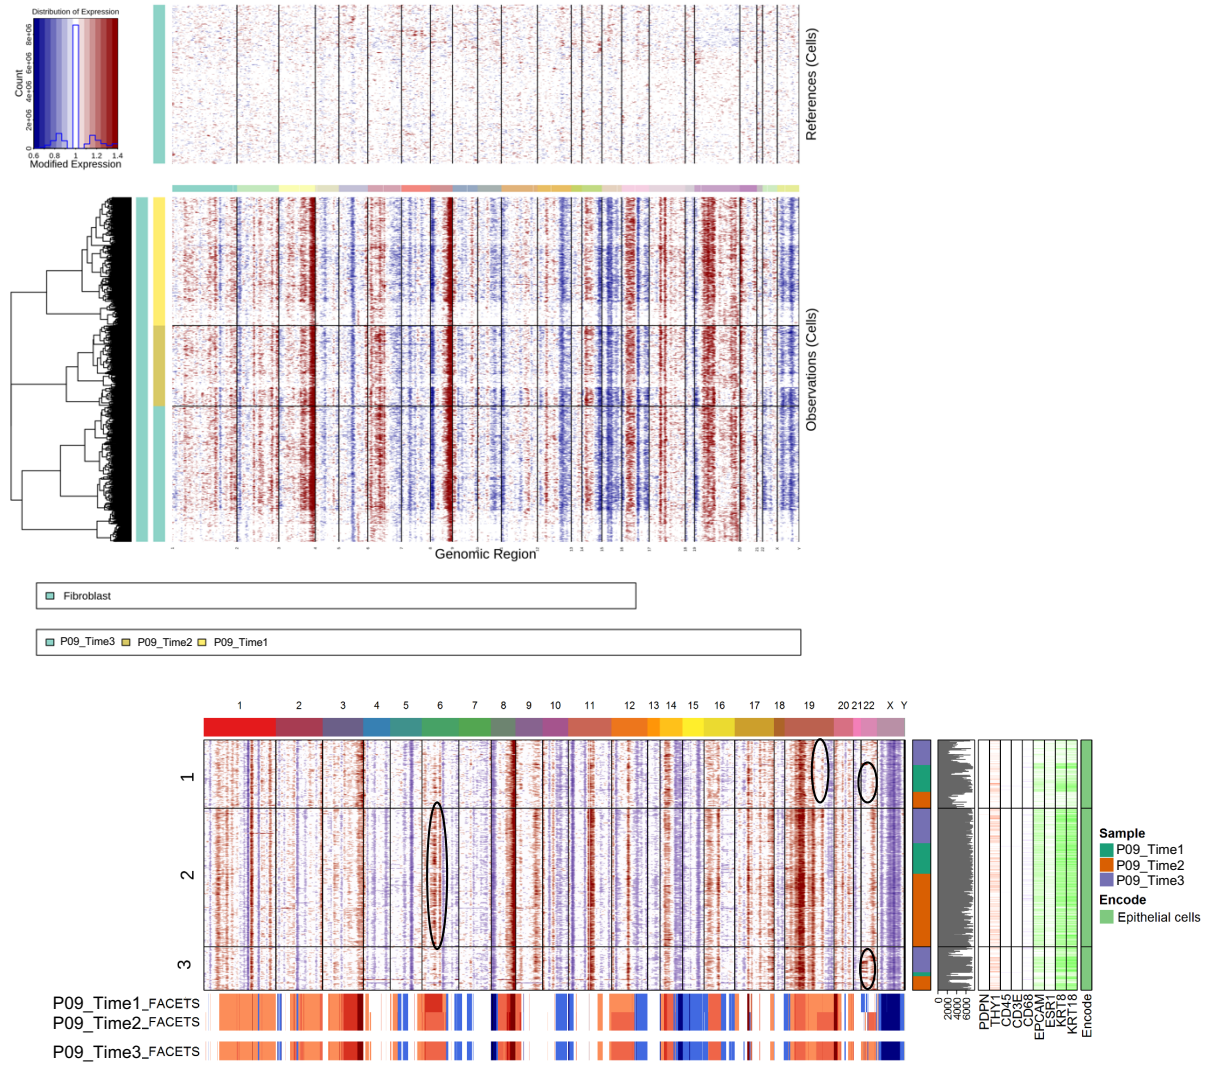 Distribution of Expression
Count
0 2e+06 4e+06 6e+06 8e+06
0.6 0.8 1 1.2 1.4
Modified Expression
References (Cells)
Observations (Cells)
Genomic Region
Fibroblast
P09_Time3 P09_Time2 P09_Time1
1 2 3 4 5 6 7 8 9 10 11 12 13 14 15 16 17 18 19 20 21 22 X Y
1
2
3
Sample
P09_Time1
P09_Time2
P09_Time3
Encode
Epithelial cells
P09_Time1_FACETS
P09_Time2_FACETS
P09_Time3_FACETS
0 2000 4000 6000
PDPN
THY1
CD45
CD3E
CD68
EPCAM
ESR1
KRT8
KRT18
Encode